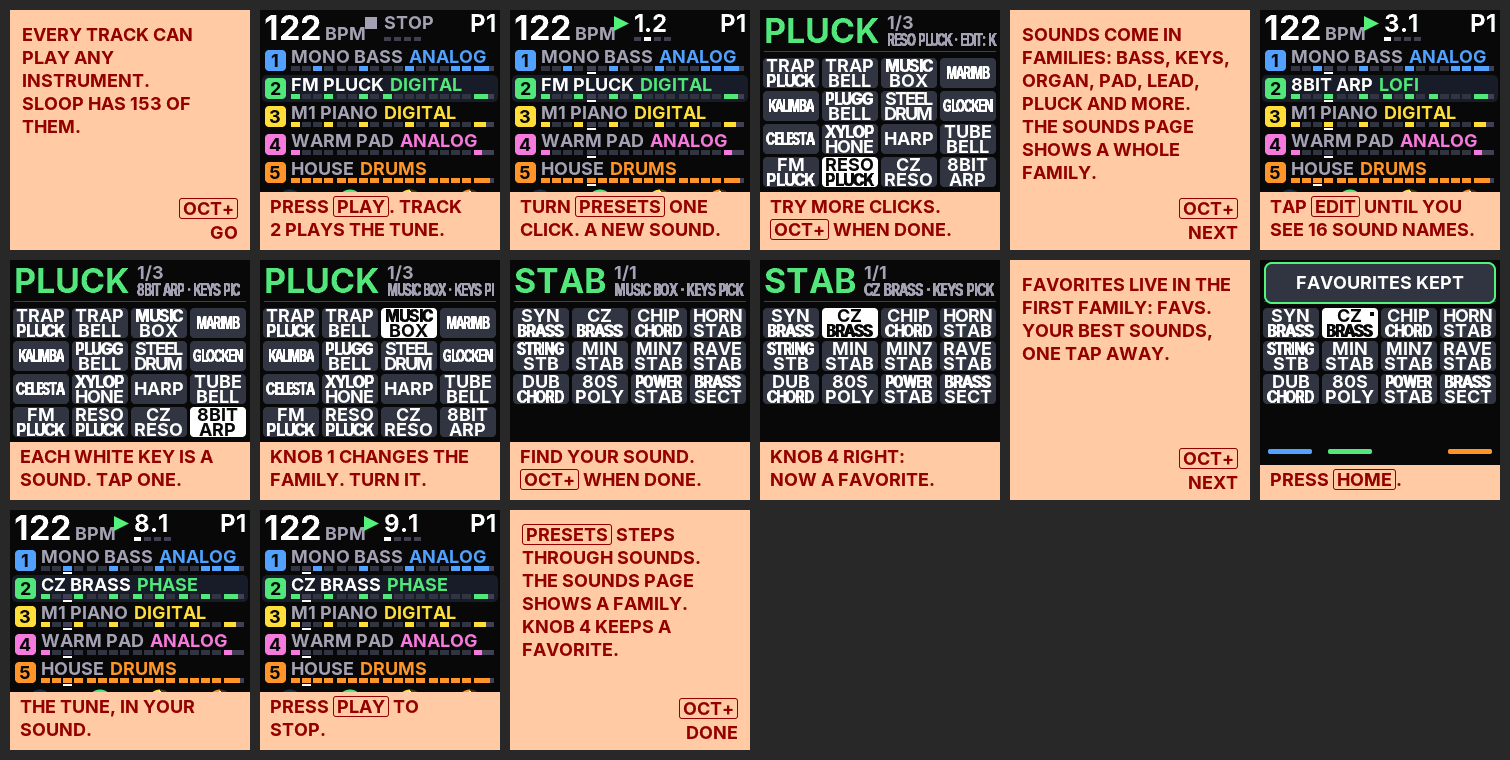 EVERY TRACK CAN
PLAY ANY
INSTRUMENT.
SLOOP HAS 153 OF
THEM.
OCT+
GO
122 BPM STOP P1
1 MONO BASS ANALOG
2 FM PLUCK DIGITAL
3 M1 PIANO DIGITAL
4 WARM PAD ANALOG
5 HOUSE DRUMS
PRESS PLAY. TRACK
2 PLAYS THE TUNE.
122 BPM 1.2 P1
1 MONO BASS ANALOG
2 FM PLUCK DIGITAL
3 M1 PIANO DIGITAL
4 WARM PAD ANALOG
5 HOUSE DRUMS
TURN PRESETS ONE
CLICK. A NEW SOUND.
PLUCK 1/3
RESO PLUCK · EDIT: K
TRAP PLUCK TRAP BELL MUSIC BOX MARIMB
KALIMBA PLUGG BELL STEEL DRUM GLOCKEN
CELESTA XYLOP HONE HARP TUBE BELL
FM PLUCK RESO PLUCK CZ RESO 8BIT ARP
TRY MORE CLICKS.
OCT+ WHEN DONE.
SOUNDS COME IN
FAMILIES: BASS, KEYS,
ORGAN, PAD, LEAD,
PLUCK AND MORE.
THE SOUNDS PAGE
SHOWS A WHOLE
FAMILY.
OCT+
NEXT
122 BPM 3.1 P1
1 MONO BASS ANALOG
2 8BIT ARP LOFI
3 M1 PIANO DIGITAL
4 WARM PAD ANALOG
5 HOUSE DRUMS
TAP EDIT UNTIL YOU
SEE 16 SOUND NAMES.
PLUCK 1/3
8BIT ARP · KEYS PIC
TRAP PLUCK TRAP BELL MUSIC BOX MARIMB
KALIMBA PLUGG BELL STEEL DRUM GLOCKEN
CELESTA XYLOP HONE HARP TUBE BELL
FM PLUCK RESO PLUCK CZ RESO 8BIT ARP
EACH WHITE KEY IS A
SOUND. TAP ONE.
PLUCK 1/3
MUSIC BOX · KEYS PI
TRAP PLUCK TRAP BELL MUSIC BOX MARIMB
KALIMBA PLUGG BELL STEEL DRUM GLOCKEN
CELESTA XYLOP HONE HARP TUBE BELL
FM PLUCK RESO PLUCK CZ RESO 8BIT ARP
KNOB 1 CHANGES THE
FAMILY. TURN IT.
STAB 1/1
MUSIC BOX · KEYS PICK
SYN BRASS CZ BRASS CHIP CHORD HORN STAB
STRING STB MIN STAB MIN7 STAB RAVE STAB
DUB CHORD 80S POLY POWER STAB BRASS SECT
FIND YOUR SOUND.
OCT+ WHEN DONE.
STAB 1/1
CZ BRASS · KEYS PICK
SYN BRASS CZ BRASS CHIP CHORD HORN STAB
STRING STB MIN STAB MIN7 STAB RAVE STAB
DUB CHORD 80S POLY POWER STAB BRASS SECT
KNOB 4 RIGHT:
NOW A FAVORITE.
FAVORITES LIVE IN THE
FIRST FAMILY: FAVS.
YOUR BEST SOUNDS,
ONE TAP AWAY.
OCT+
NEXT
FAVOURITES KEPT
SYN BRASS CZ BRASS CHIP CHORD HORN STAB
STRING STB MIN STAB MIN7 STAB RAVE STAB
DUB CHORD 80S POLY POWER STAB BRASS SECT
PRESS HOME.
122 BPM 8.1 P1
1 MONO BASS ANALOG
2 CZ BRASS PHASE
3 M1 PIANO DIGITAL
4 WARM PAD ANALOG
5 HOUSE DRUMS
THE TUNE, IN YOUR
SOUND.
122 BPM 9.1 P1
1 MONO BASS ANALOG
2 CZ BRASS PHASE
3 M1 PIANO DIGITAL
4 WARM PAD ANALOG
5 HOUSE DRUMS
PRESS PLAY TO
STOP.
PRESETS STEPS
THROUGH SOUNDS.
THE SOUNDS PAGE
SHOWS A FAMILY.
KNOB 4 KEEPS A
FAVORITE.
OCT+
DONE